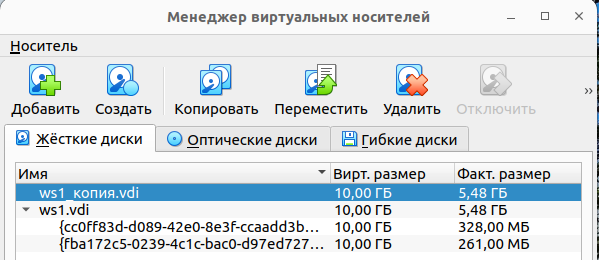 Менеджер виртуальных носителей
Носитель
Добавить Создать Копировать Переместить Удалить Отключить »
Жёсткие диски Оптические диски Гибкие диски
Имя Вирт. размер Факт. размер
ws1_копия.vdi 10,00 ГБ 5,48 ГБ
ws1.vdi 10,00 ГБ 5,48 ГБ
{cc0ff83d-d089-42e0-8e3f-ccaadd3b... 10,00 ГБ 328,00 МБ
{fba172c5-0239-4c1c-bac0-d97ed727... 10,00 ГБ 261,00 МБ